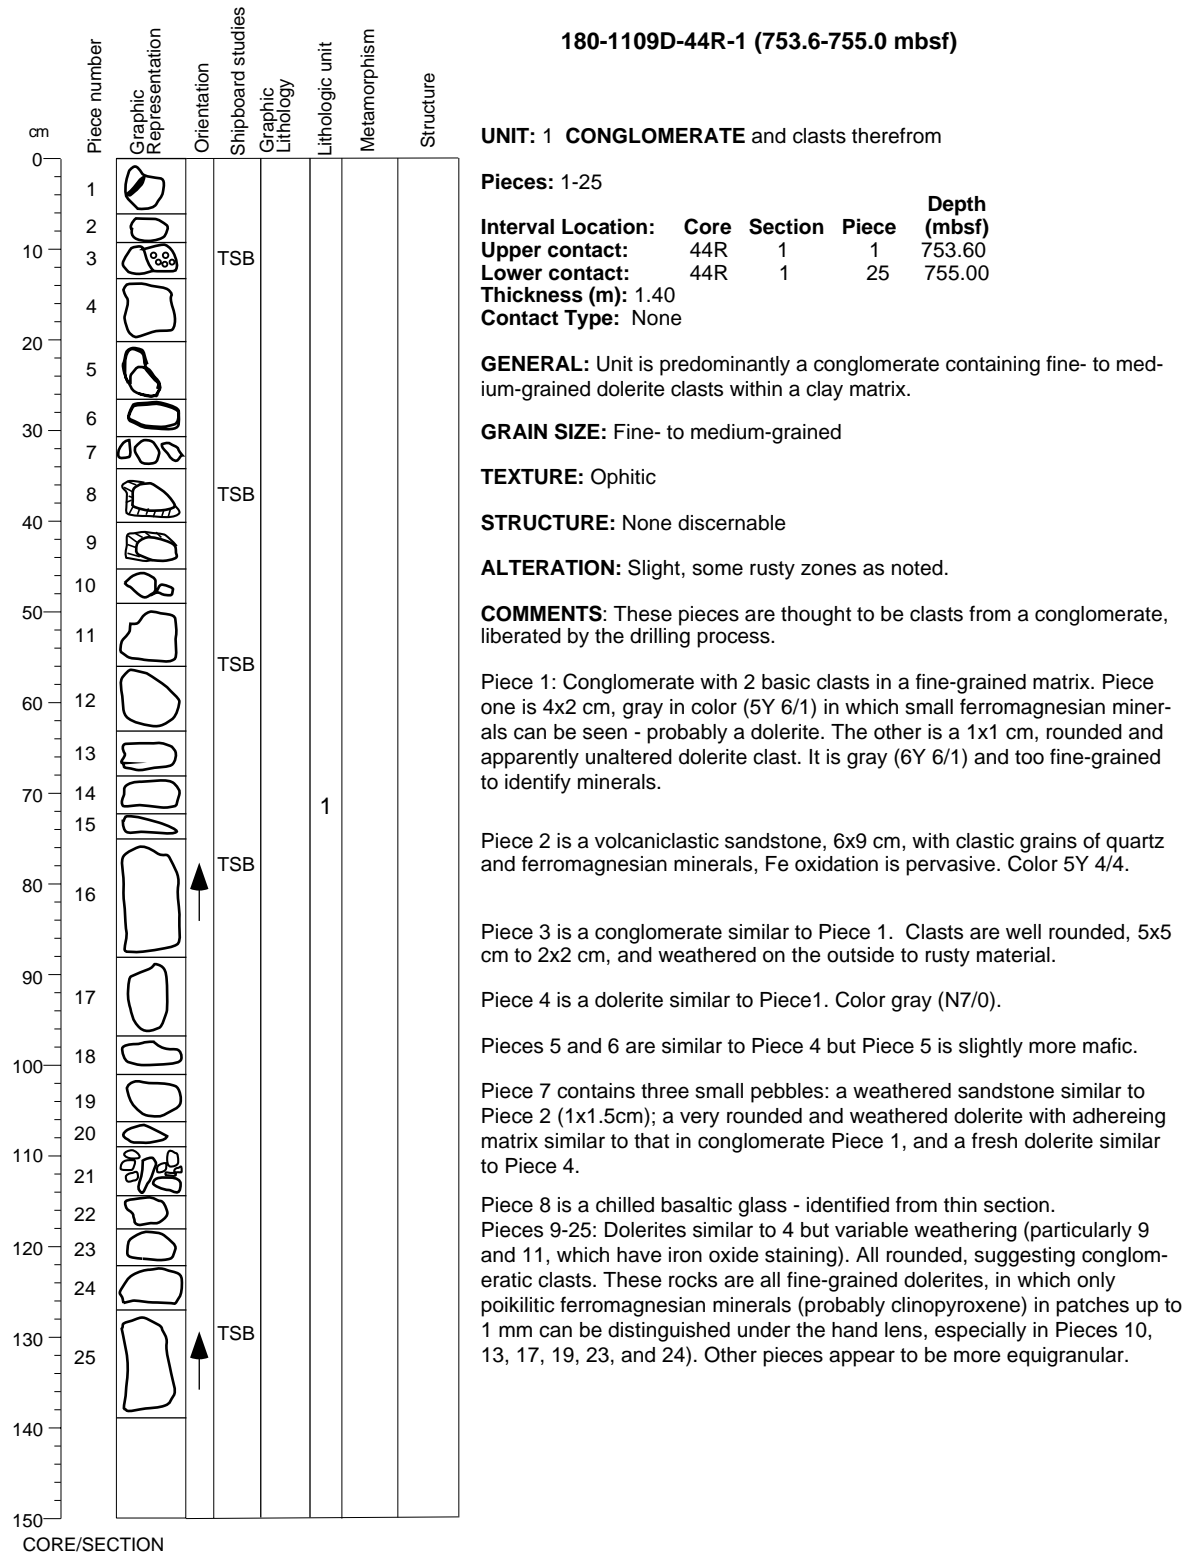 180-1109D-44R-1 (753.6-755.0 mbsf)
cm
Piece number
Graphic
Representation
Orientation
Shipboard studies
Graphic
Lithology
Lithologic unit
Metamorphism
Structure
0
10
20
30
40
50
60
70
80
90
100
110
120
130
140
150
1
2
3
4
5
6
7
8
9
10
11
12
13
14
15
16
17
18
19
20
21
22
23
24
25
TSB
TSB
TSB
TSB
TSB
1
CORE/SECTION
UNIT: 1 CONGLOMERATE and clasts therefrom
Pieces: 1-25
Depth
Interval Location: Core Section Piece (mbsf)
Upper contact: 44R 1 1 753.60
Lower contact: 44R 1 25 755.00
Thickness (m): 1.40
Contact Type: None
GENERAL: Unit is predominantly a conglomerate containing fine- to med-
ium-grained dolerite clasts within a clay matrix.
GRAIN SIZE: Fine- to medium-grained
TEXTURE: Ophitic
STRUCTURE: None discernable
ALTERATION: Slight, some rusty zones as noted.
COMMENTS: These pieces are thought to be clasts from a conglomerate,
liberated by the drilling process.
Piece 1: Conglomerate with 2 basic clasts in a fine-grained matrix. Piece
one is 4x2 cm, gray in color (5Y 6/1) in which small ferromagnesian miner-
als can be seen - probably a dolerite. The other is a 1x1 cm, rounded and
apparently unaltered dolerite clast. It is gray (6Y 6/1) and too fine-grained
to identify minerals.
Piece 2 is a volcaniclastic sandstone, 6x9 cm, with clastic grains of quartz
and ferromagnesian minerals, Fe oxidation is pervasive. Color 5Y 4/4.
Piece 3 is a conglomerate similar to Piece 1. Clasts are well rounded, 5x5
cm to 2x2 cm, and weathered on the outside to rusty material.
Piece 4 is a dolerite similar to Piece1. Color gray (N7/0).
Pieces 5 and 6 are similar to Piece 4 but Piece 5 is slightly more mafic.
Piece 7 contains three small pebbles: a weathered sandstone similar to
Piece 2 (1x1.5cm); a very rounded and weathered dolerite with adhereing
matrix similar to that in conglomerate Piece 1, and a fresh dolerite similar
to Piece 4.
Piece 8 is a chilled basaltic glass - identified from thin section.
Pieces 9-25: Dolerites similar to 4 but variable weathering (particularly 9
and 11, which have iron oxide staining). All rounded, suggesting conglom-
eratic clasts. These rocks are all fine-grained dolerites, in which only
poikilitic ferromagnesian minerals (probably clinopyroxene) in patches up to
1 mm can be distinguished under the hand lens, especially in Pieces 10,
13, 17, 19, 23, and 24). Other pieces appear to be more equigranular.